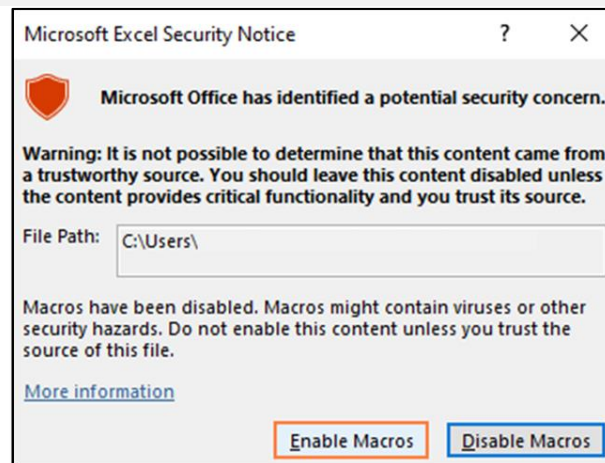 Microsoft Excel Security Notice ? ×
Microsoft Office has identified a potential security concern.
Warning: It is not possible to determine that this content came from
a trustworthy source. You should leave this content disabled unless
the content provides critical functionality and you trust its source.
File Path: C:\Users\
Macros have been disabled. Macros might contain viruses or other
security hazards. Do not enable this content unless you trust the
source of this file.
More information
Enable Macros Disable Macros